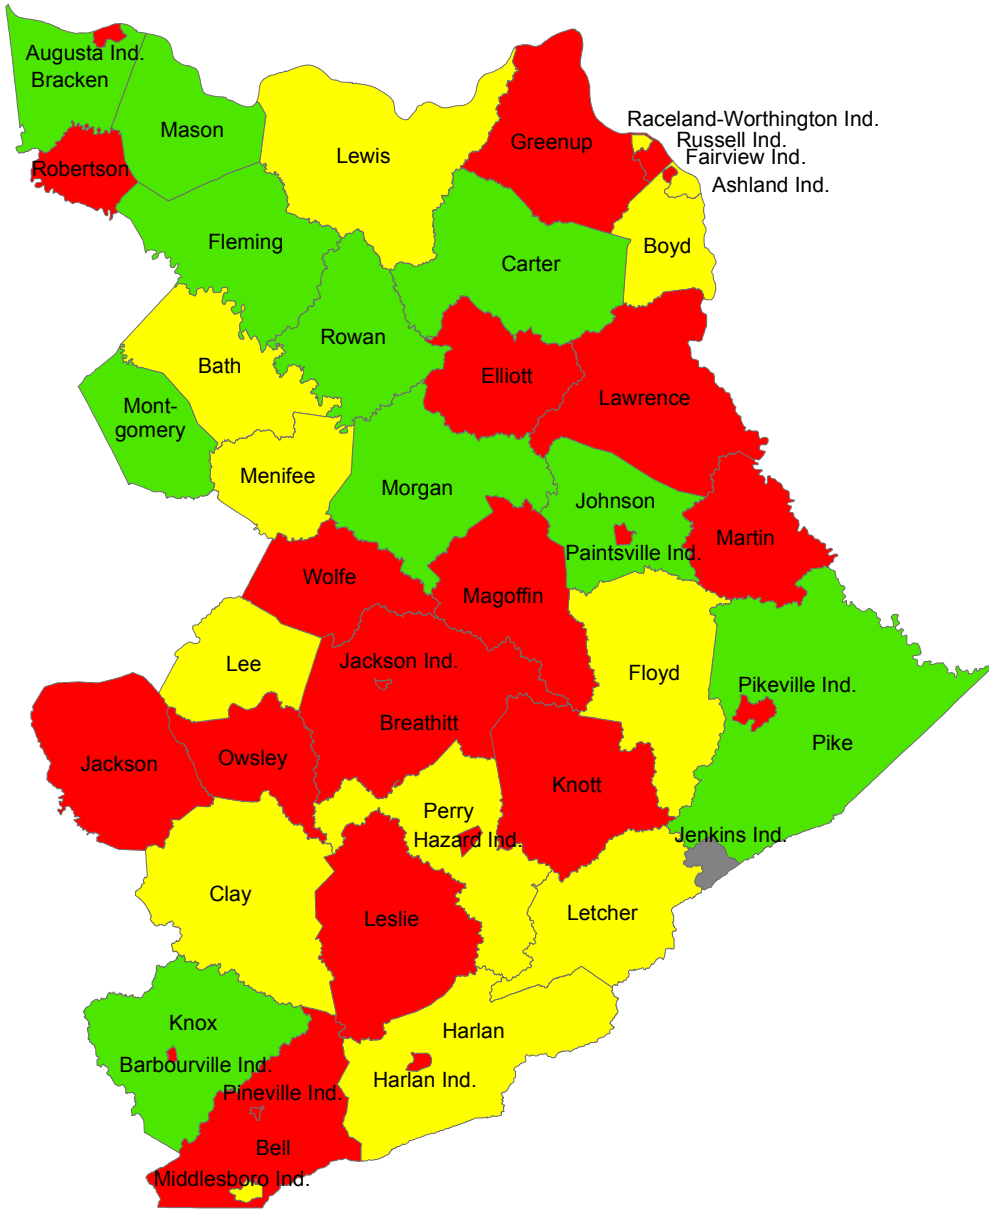 Augusta Ind.
Bracken
Mason
Robertson
Lewis
Greenup
Raceland-Worthington Ind.
Russell Ind.
Fairview Ind.
Ashland Ind.
Fleming
Carter
Boyd
Rowan
Bath
Elliott
Lawrence
Mont-
gomery
Menifee
Morgan
Johnson
Paintsville Ind.
Martin
Wolfe
Magoffin
Lee
Jackson Ind.
Floyd
Pikeville Ind.
Breathitt
Pike
Jackson
Owsley
Knott
Perry
Hazard Ind.
Jenkins Ind.
Clay
Leslie
Letcher
Knox
Harlan
Barbourville Ind.
Harlan Ind.
Pineville Ind.
Bell
Middlesboro Ind.